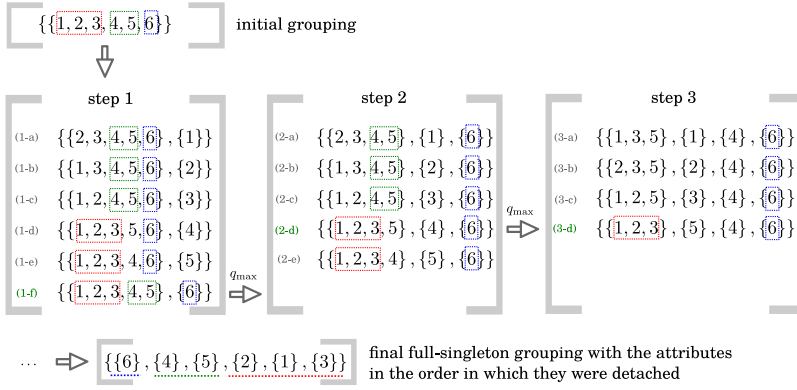 {{1, 2, 3, 4, 5, 6}} initial grouping
step 1
(1-a) {{2, 3, 4, 5, 6} , {1}}
(1-b) {{1, 3, 4, 5, 6} , {2}}
(1-c) {{1, 2, 4, 5, 6} , {3}}
(1-d) {{1, 2, 3, 5, 6} , {4}}
(1-e) {{1, 2, 3, 4, 6} , {5}}
(1-f) {{1, 2, 3, 4, 5} , {6}}
qmax
step 2
(2-a) {{2, 3, 4, 5} , {1} , {6}}
(2-b) {{1, 3, 4, 5} , {2} , {6}}
(2-c) {{1, 2, 4, 5} , {3} , {6}}
(2-d) {{1, 2, 3, 5} , {4} , {6}}
(2-e) {{1, 2, 3, 4} , {5} , {6}}
qmax
step 3
(3-a) {{1, 3, 5} , {1} , {4} , {6}}
(3-b) {{2, 3, 5} , {2} , {4} , {6}}
(3-c) {{1, 2, 5} , {3} , {4} , {6}}
(3-d) {{1, 2, 3} , {5} , {4} , {6}}
... {{6} , {4} , {5} , {2} , {1} , {3}}
final full-singleton grouping with the attributes
in the order in which they were detached